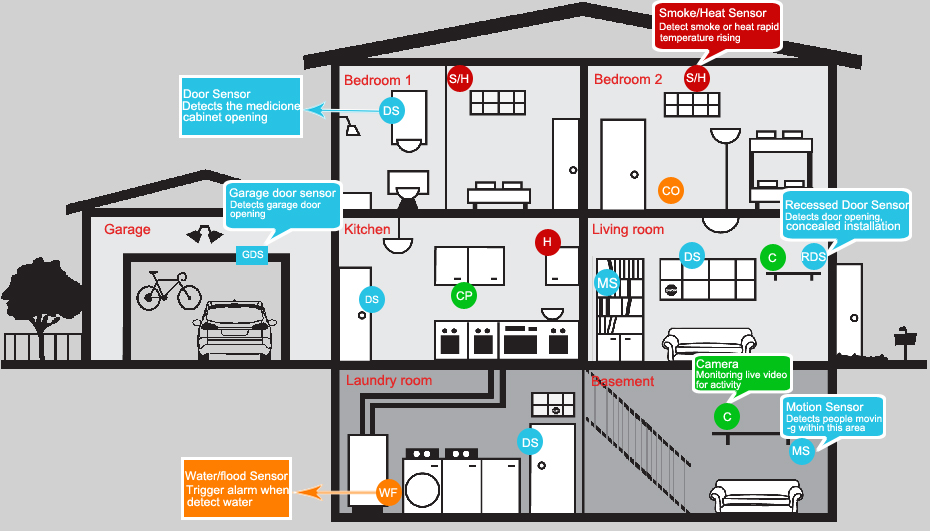 Smoke/Heat Sensor
Detect smoke or heat rapid
temperature rising
Bedroom 1
S/H
Bedroom 2
S/H
Door Sensor
Detects the medicione
cabinet opening
DS
CO
Garage door sensor
Detects garage door
opening
Recessed Door Sensor
Detects door opening,
concealed installation
Garage
GDS
Kitchen
H
Living room
DS
C
RDS
MS
DS
CP
Laundry room
Basement
Camera
Monitoring live video
for activity
C
Motion Sensor
Detects people movin
-g within this area
DS
MS
Water/flood Sensor
Trigger alarm when
detect water
WF